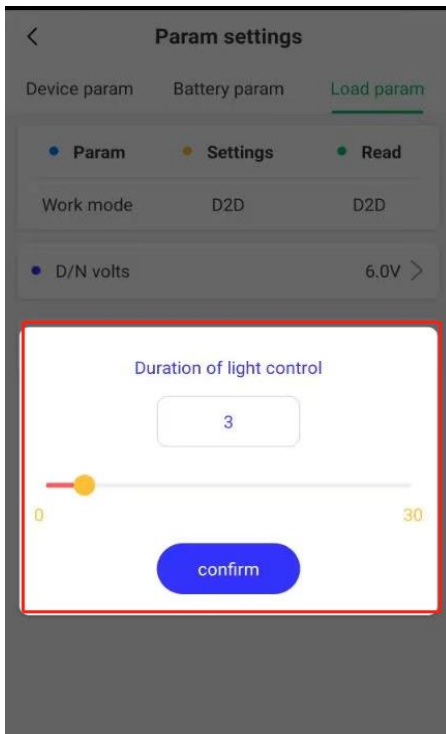 Param settings
Device param Battery param Load param
Param Settings Read
Work mode D2D D2D
D/N volts 6.0V
Duration of light control
3
0 30
confirm